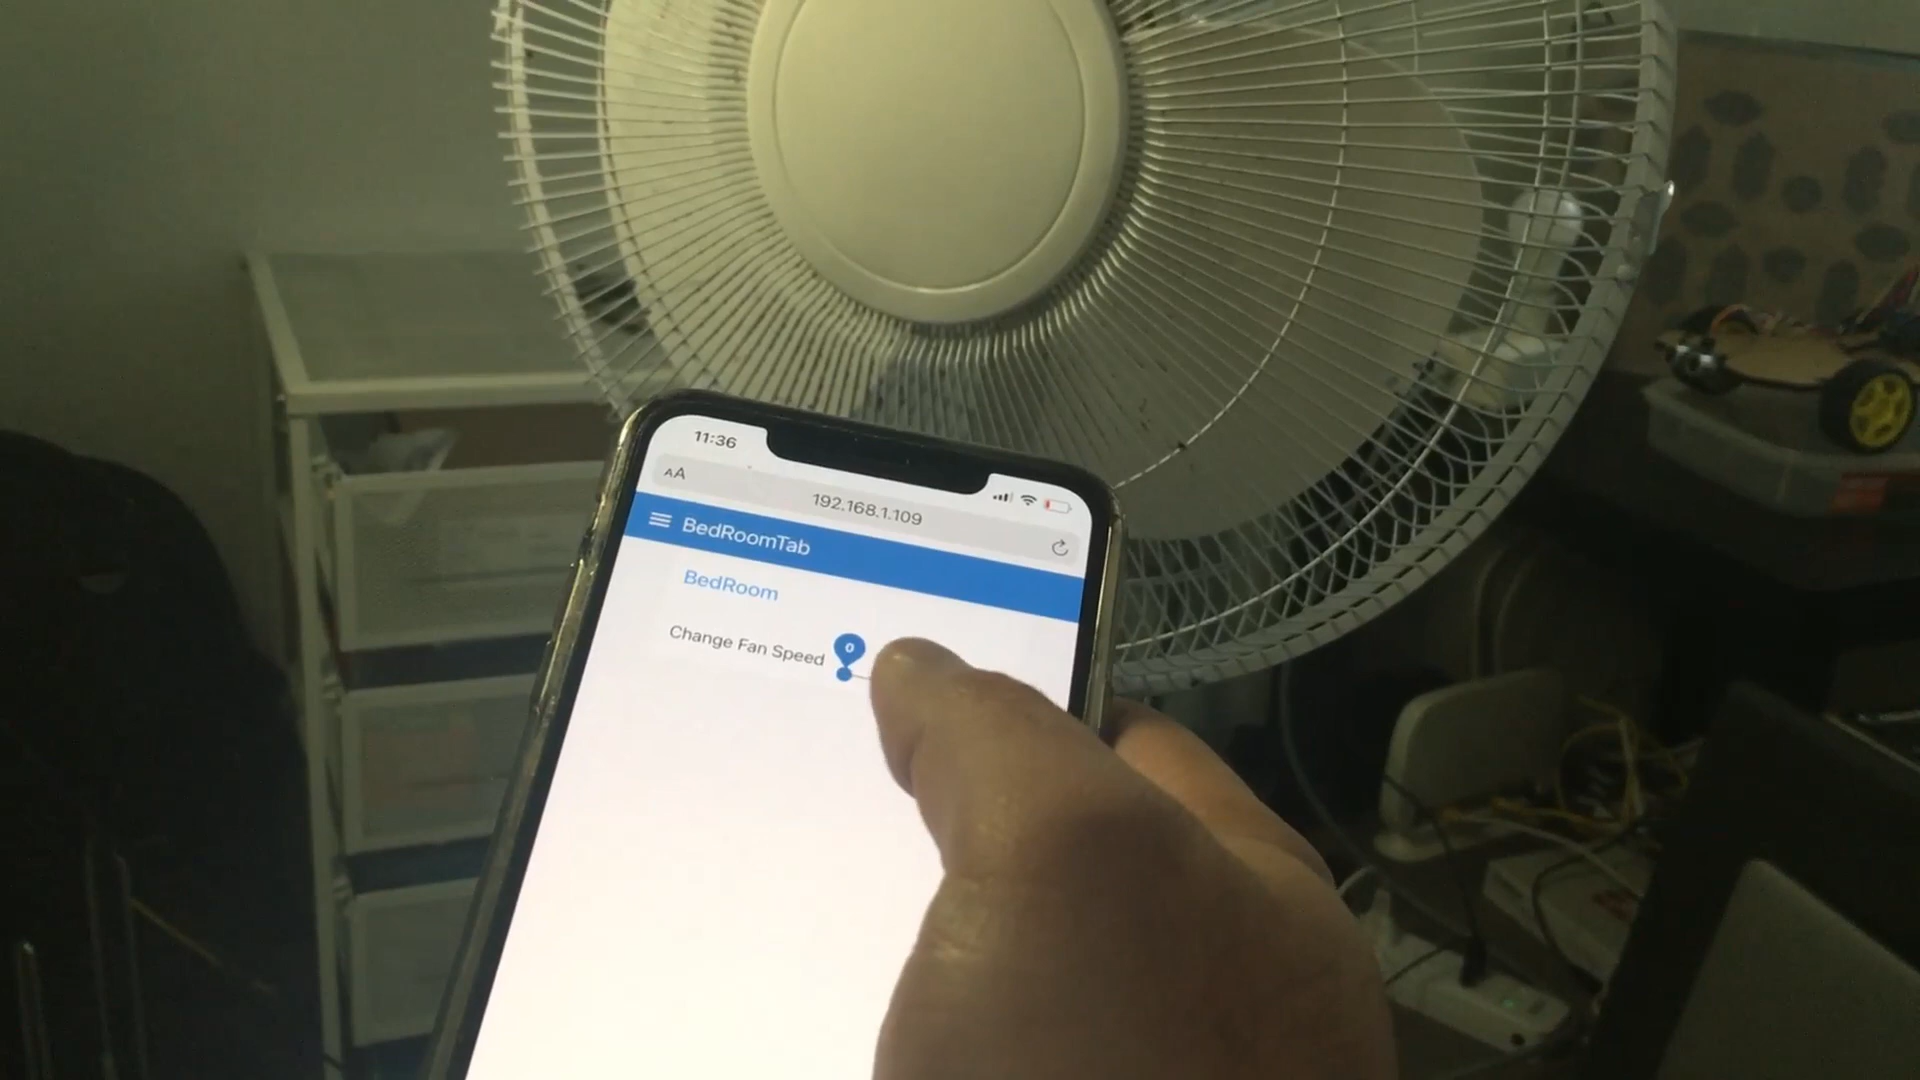 11:36
AA
192.168.1.109
BedRoomTab
BedRoom
Change Fan Speed
0